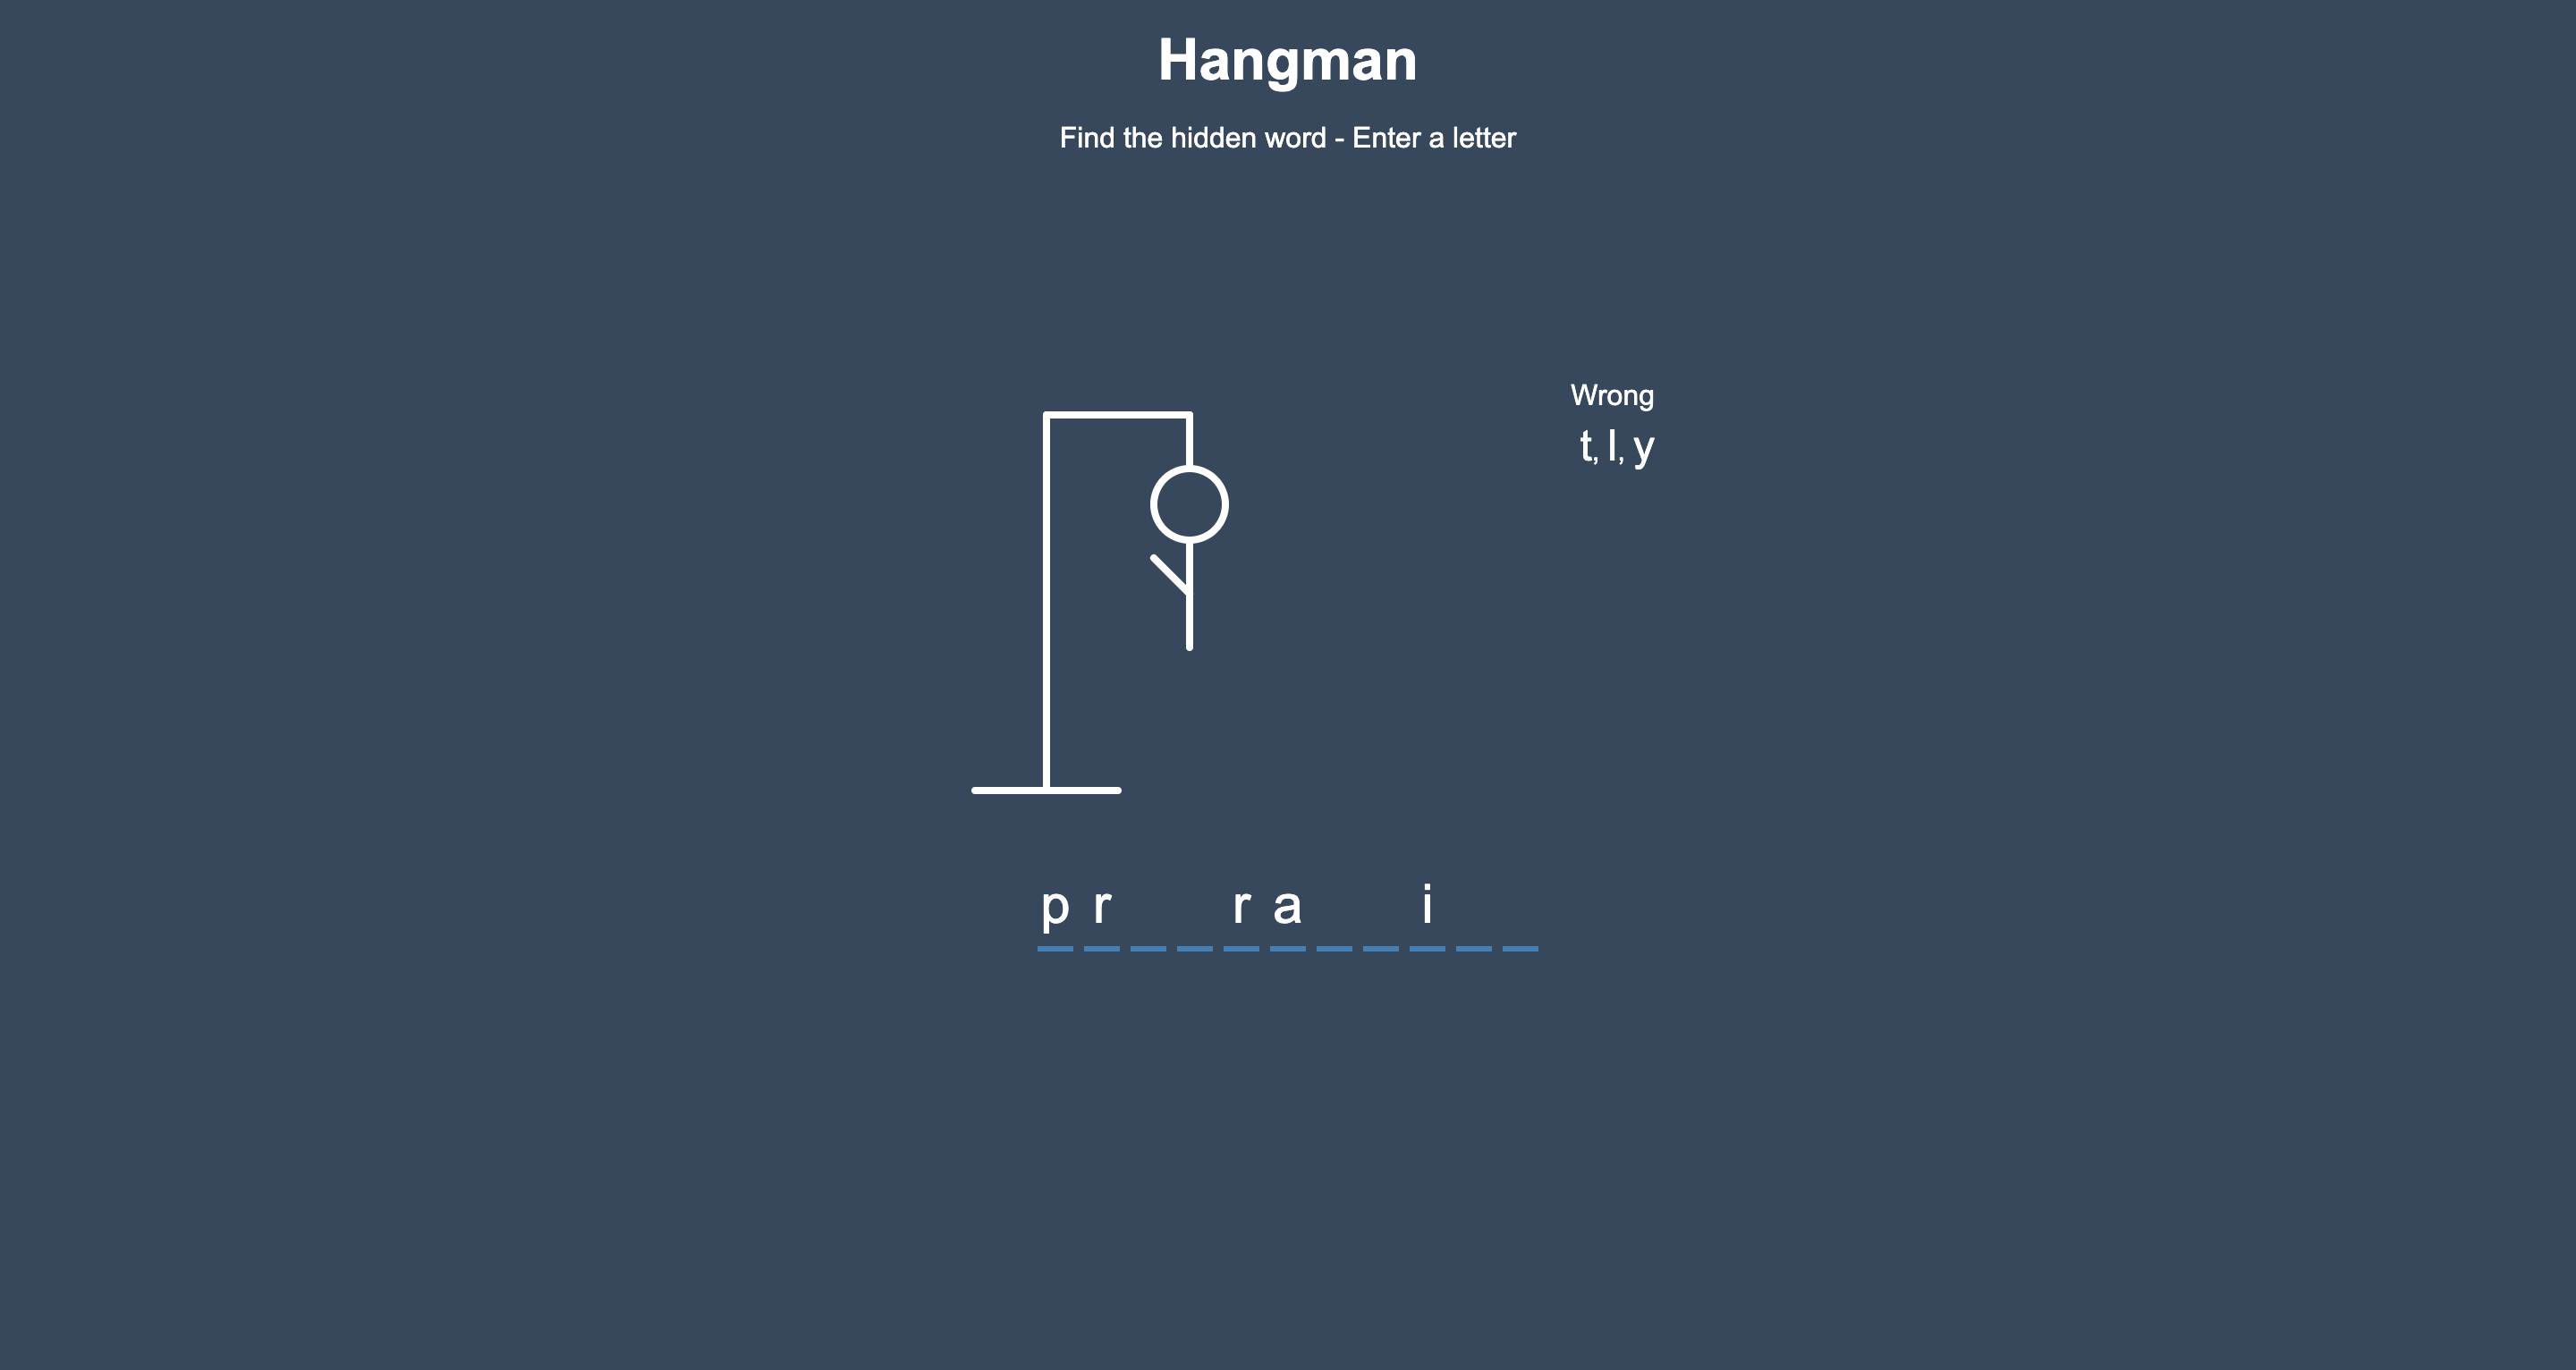 Hangman
Find the hidden word - Enter a letter
Wrong
t, l, y
p r _ _ r a _ _ i _ _